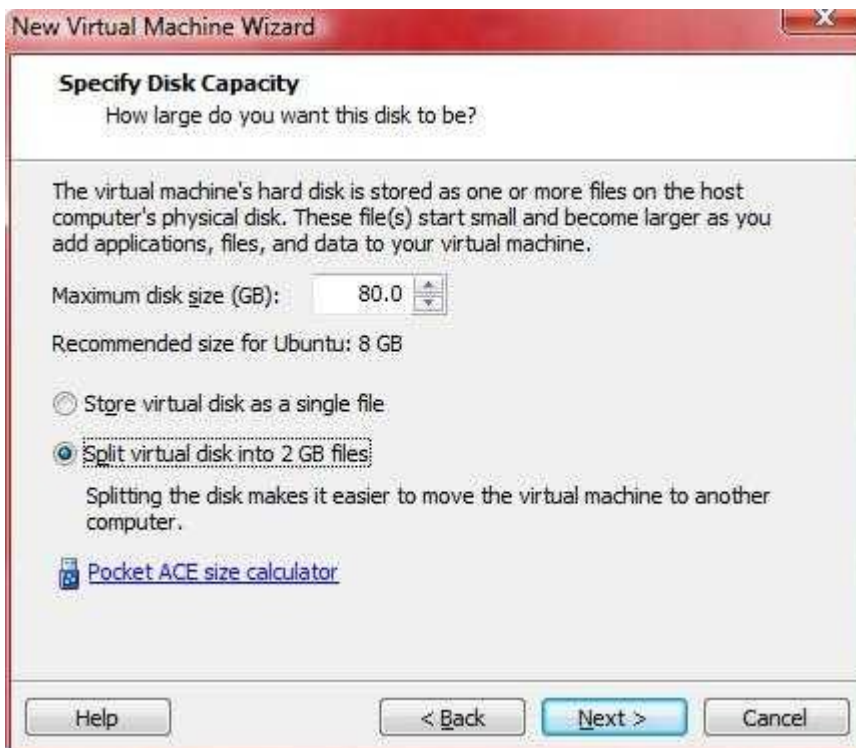 New Virtual Machine Wizard
Specify Disk Capacity
How large do you want this disk to be?
The virtual machine's hard disk is stored as one or more files on the host
computer's physical disk. These file(s) start small and become larger as you
add applications, files, and data to your virtual machine.
Maximum disk size (GB): 80.0
Recommended size for Ubuntu: 8 GB
Store virtual disk as a single file
Split virtual disk into 2 GB files
Splitting the disk makes it easier to move the virtual machine to another
computer.
Pocket ACE size calculator
Help < Back Next > Cancel